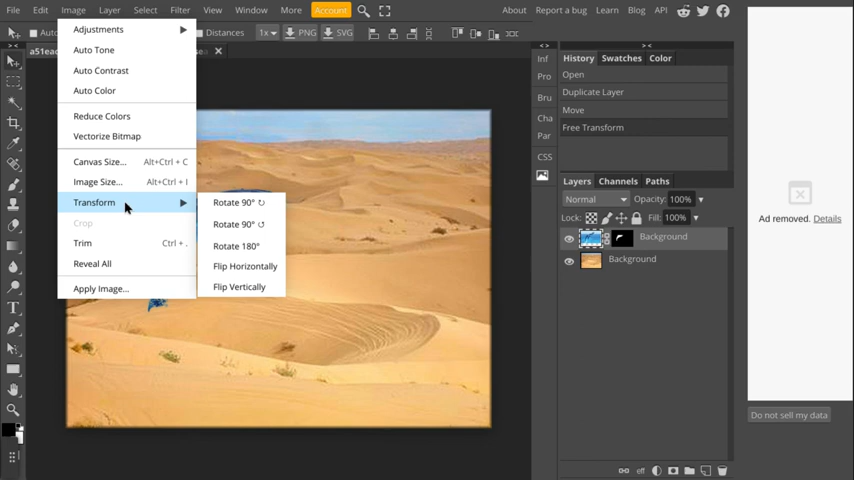 File Edit Image Layer Select Filter View Window More Account About Report a bug Learn Blog API
Distances 1x PNG SVG
Adjustments
Auto Tone
Auto Contrast
Auto Color
Reduce Colors
Vectorize Bitmap
Canvas Size... Alt+Ctrl + C
Image Size... Alt+Ctrl + I
Transform
Crop
Trim Ctrl + .
Reveal All
Apply Image...
Rotate 90°
Rotate 90°
Rotate 180°
Flip Horizontally
Flip Vertically
Inf
Pro
Bru
Cha
Par
CSS
History Swatches Color
Open
Duplicate Layer
Move
Free Transform
Layers Channels Paths
Normal Opacity: 100%
Lock: Fill: 100%
Background
Background
eff
Ad removed. Details
Do not sell my data